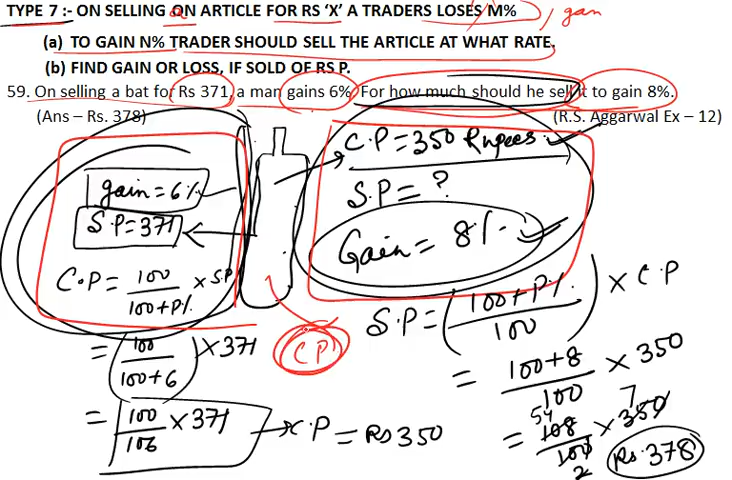 TYPE 7 :- ON SELLING ON ARTICLE FOR RS ‘X’ A TRADERS LOSES M% , gan
a
(a) TO GAIN N% TRADER SHOULD SELL THE ARTICLE AT WHAT RATE.
(b) FIND GAIN OR LOSS, IF SOLD OF RS P.
59. On selling a bat for Rs 371, a man gains 6%. For how much should he sell it to gain 8%.
(Ans – Rs. 378) (R.S. Aggarwal Ex – 12)
gain = 6%
S.P = 371
C.P = 100 / 100+P% × S.P
= (100 / 100+6) × 371
= 100 / 106 × 371 → C.P = Rs 350
C.P = 350 Rupees
S.P = ?
Gain = 8%
CP
S.P = (100+P% / 100) × C.P
= 100+8 / 100 × 350
54 7
= 108 / 100 × 350
2
Rs. 378